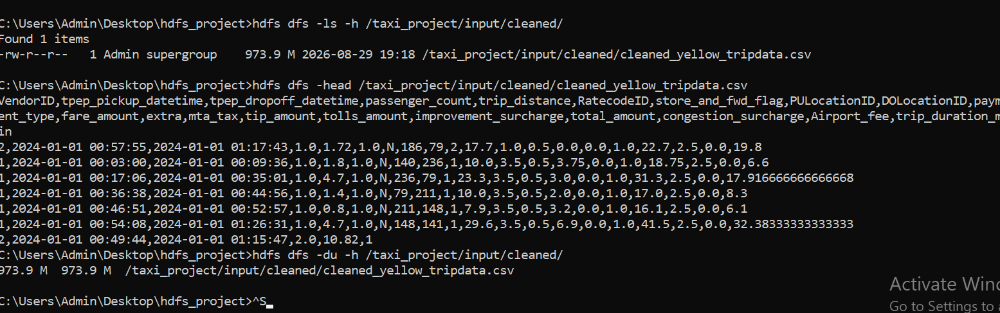 C:\Users\Admin\Desktop\hdfs_project>hdfs dfs -ls -h /taxi_project/input/cleaned/
Found 1 items
-rw-r--r--   1 Admin supergroup    973.9 M 2026-08-29 19:18 /taxi_project/input/cleaned/cleaned_yellow_tripdata.csv
C:\Users\Admin\Desktop\hdfs_project>hdfs dfs -head /taxi_project/input/cleaned/cleaned_yellow_tripdata.csv
VendorID,tpep_pickup_datetime,tpep_dropoff_datetime,passenger_count,trip_distance,RatecodeID,store_and_fwd_flag,PULocationID,DOLocationID,paym
ent_type,fare_amount,extra,mta_tax,tip_amount,tolls_amount,improvement_surcharge,total_amount,congestion_surcharge,Airport_fee,trip_duration_m
in
2,2024-01-01 00:57:55,2024-01-01 01:17:43,1.0,1.72,1.0,N,186,79,2,17.7,1.0,0.5,0.0,0.0,1.0,22.7,2.5,0.0,19.8
1,2024-01-01 00:03:00,2024-01-01 00:09:36,1.0,1.8,1.0,N,140,236,1,10.0,3.5,0.5,3.75,0.0,1.0,18.75,2.5,0.0,6.6
1,2024-01-01 00:17:06,2024-01-01 00:35:01,1.0,4.7,1.0,N,236,79,1,23.3,3.5,0.5,3.0,0.0,1.0,31.3,2.5,0.0,17.916666666666668
1,2024-01-01 00:36:38,2024-01-01 00:44:56,1.0,1.4,1.0,N,79,211,1,10.0,3.5,0.5,2.0,0.0,1.0,17.0,2.5,0.0,8.3
1,2024-01-01 00:46:51,2024-01-01 00:52:57,1.0,0.8,1.0,N,211,148,1,7.9,3.5,0.5,3.2,0.0,1.0,16.1,2.5,0.0,6.1
1,2024-01-01 00:54:08,2024-01-01 01:26:31,1.0,4.7,1.0,N,148,141,1,29.6,3.5,0.5,6.9,0.0,1.0,41.5,2.5,0.0,32.38333333333333
2,2024-01-01 00:49:44,2024-01-01 01:15:47,2.0,10.82,1
C:\Users\Admin\Desktop\hdfs_project>hdfs dfs -du -h /taxi_project/input/cleaned/
973.9 M  973.9 M  /taxi_project/input/cleaned/cleaned_yellow_tripdata.csv
C:\Users\Admin\Desktop\hdfs_project>^S
Activate Wind
Go to Settings to a